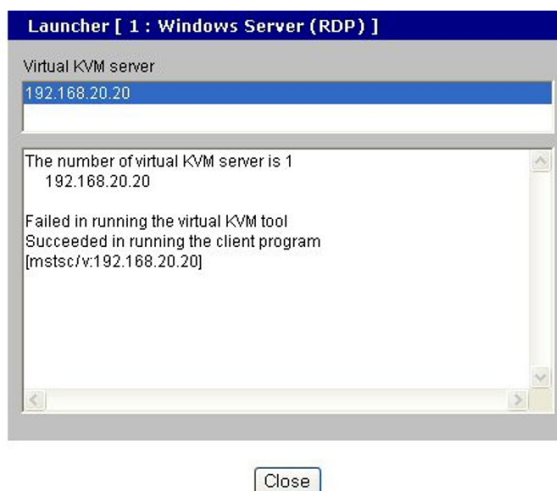 Launcher [ 1 : Windows Server (RDP) ]
Virtual KVM server
192.168.20.20
The number of virtual KVM server is 1
192.168.20.20
Failed in running the virtual KVM tool
Succeeded in running the client program
[mstsc/v:192.168.20.20]
Close